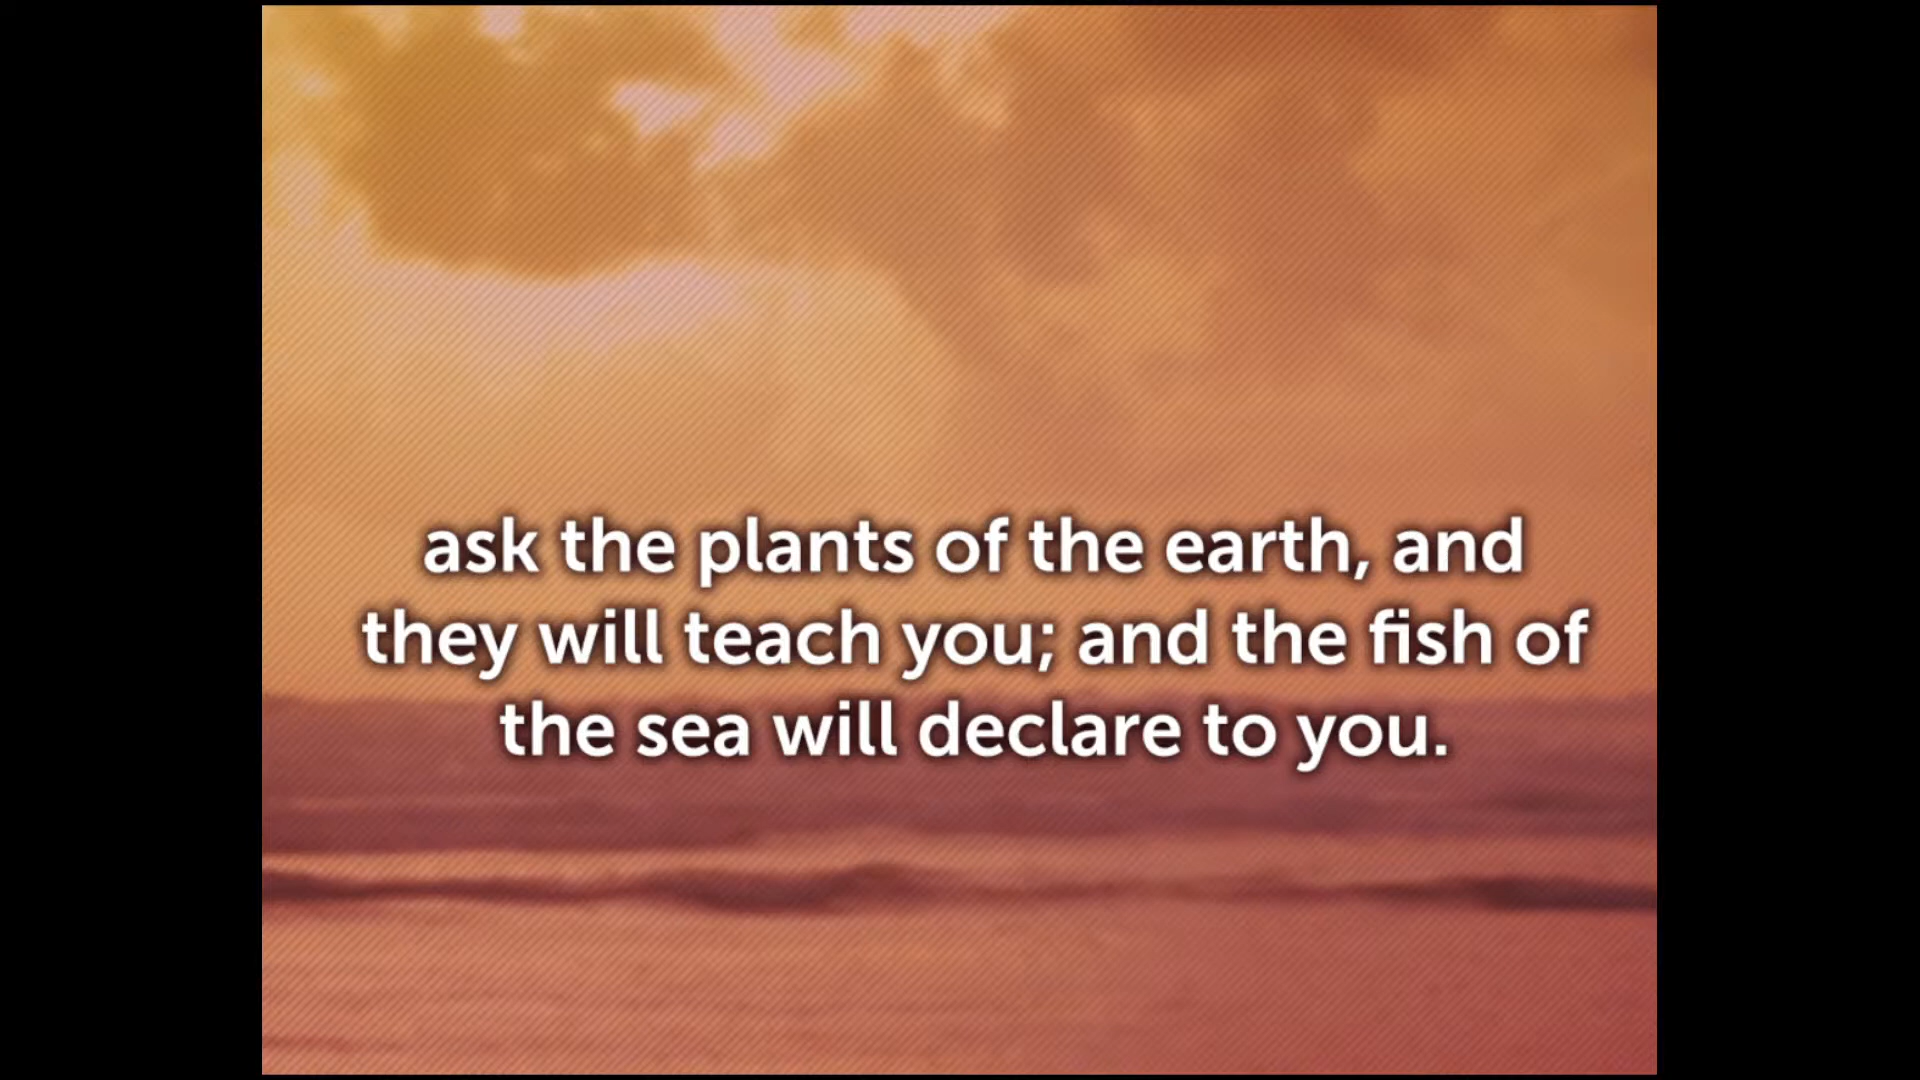 ask the plants of the earth, and
they will teach you; and the fish of
the sea will declare to you.